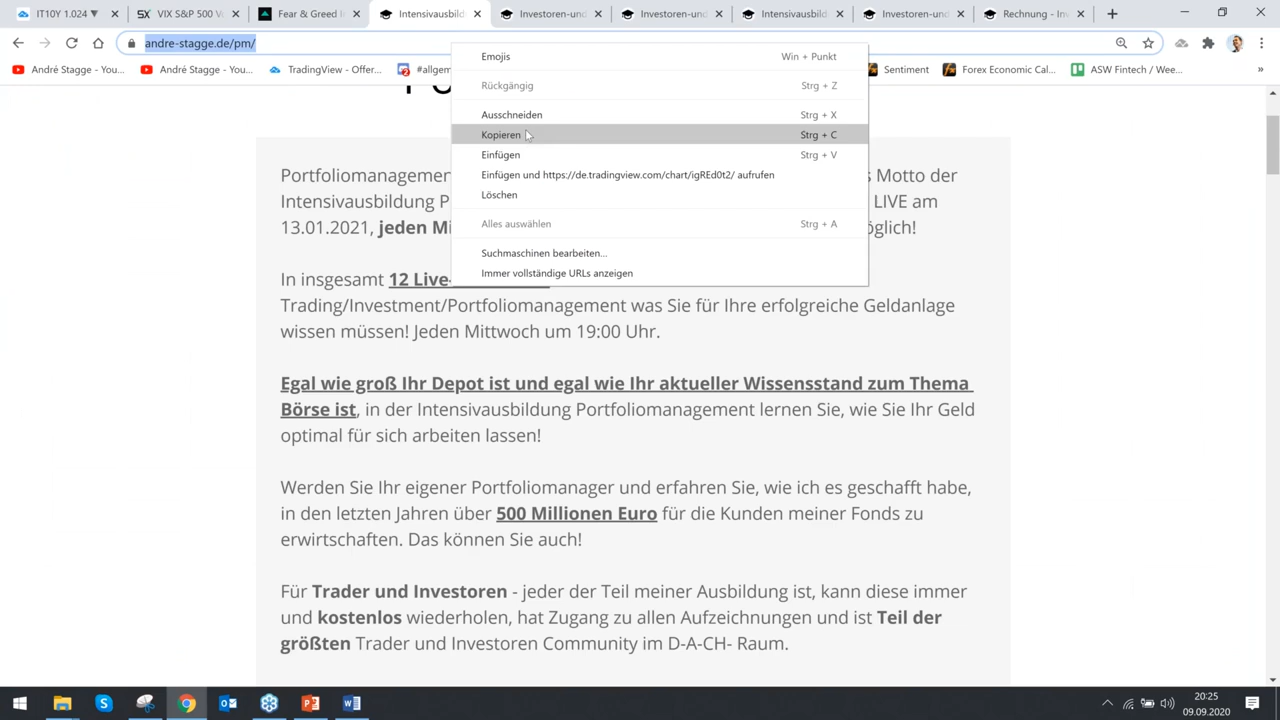 IT10Y 1.024 ▼
VIX S&P 500 V
Fear & Greed I
Intensivausbild
Investoren-und
Investoren-und
Intensivausbild
Investoren-und
Rechnung - Inv
andre-stagge.de/pm/
André Stagge - You...
André Stagge - You...
TradingView - Offer...
#allgem
Sentiment
Forex Economic Cal...
ASW Fintech / Wee...
»
Emojis Win + Punkt
Rückgängig Strg + Z
Ausschneiden Strg + X
Kopieren Strg + C
Einfügen Strg + V
Einfügen und https://de.tradingview.com/chart/igREd0t2/ aufrufen
Löschen
Alles auswählen Strg + A
Suchmaschinen bearbeiten...
Immer vollständige URLs anzeigen
Portfoliomanagemen s Motto der
Intensivausbildung P LIVE am
13.01.2021, jeden Mi öglich!
In insgesamt 12 Live-
Trading/Investment/Portfoliomanagement was Sie für Ihre erfolgreiche Geldanlage
wissen müssen! Jeden Mittwoch um 19:00 Uhr.
Egal wie groß Ihr Depot ist und egal wie Ihr aktueller Wissensstand zum Thema
Börse ist, in der Intensivausbildung Portfoliomanagement lernen Sie, wie Sie Ihr Geld
optimal für sich arbeiten lassen!
Werden Sie Ihr eigener Portfoliomanager und erfahren Sie, wie ich es geschafft habe,
in den letzten Jahren über 500 Millionen Euro für die Kunden meiner Fonds zu
erwirtschaften. Das können Sie auch!
Für Trader und Investoren - jeder der Teil meiner Ausbildung ist, kann diese immer
und kostenlos wiederholen, hat Zugang zu allen Aufzeichnungen und ist Teil der
größten Trader und Investoren Community im D-A-CH- Raum.
20:25
09.09.2020